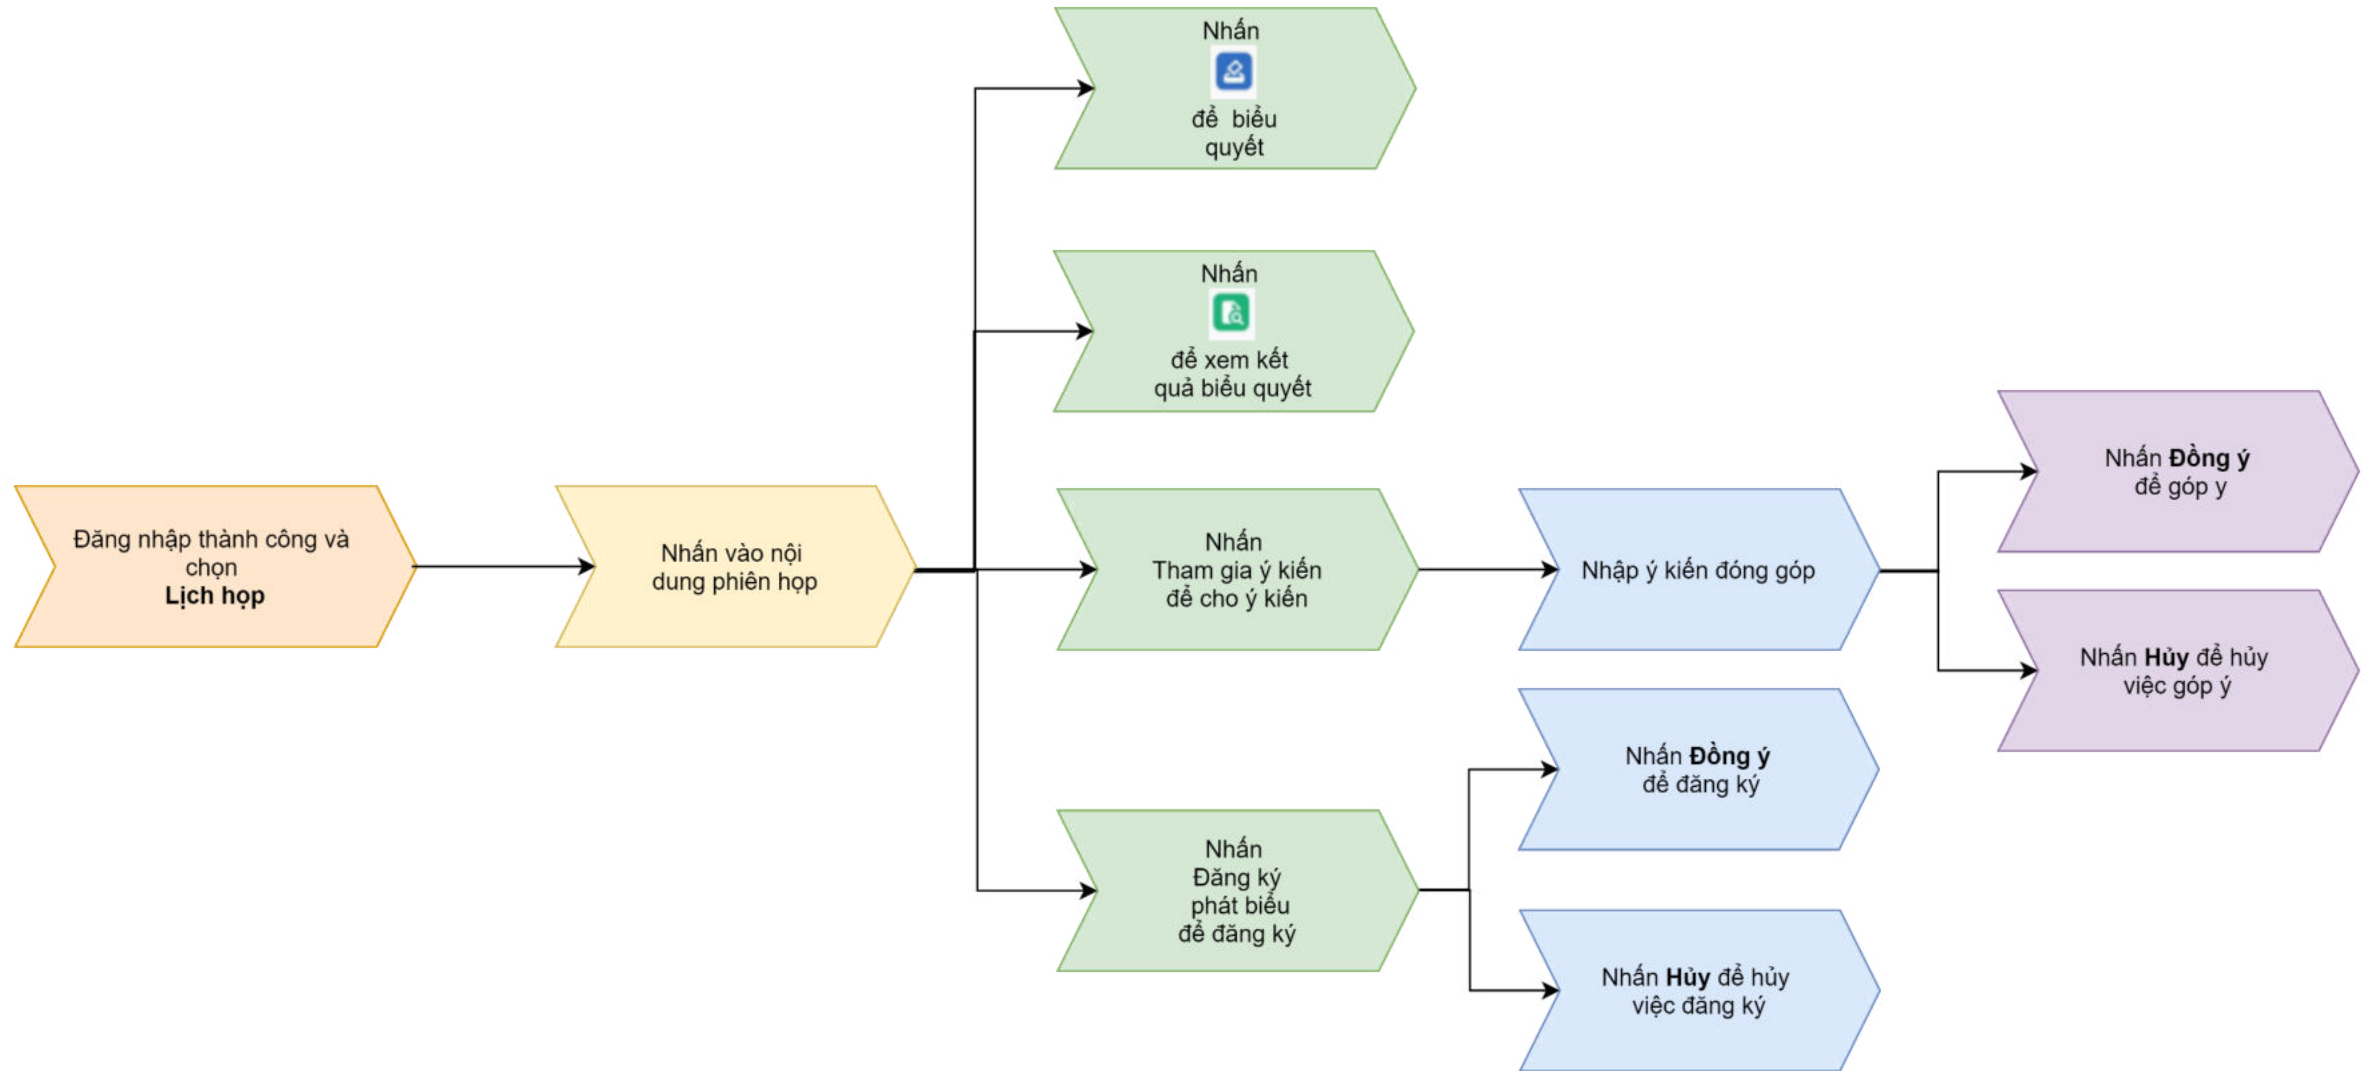 Nhấn
để biểu
quyết
Nhấn
để xem kết
quả biểu quyết
Đăng nhập thành công và
chọn
Lịch họp
Nhấn vào nội
dung phiên họp
Nhấn
Tham gia ý kiến
để cho ý kiến
Nhập ý kiến đóng góp
Nhấn Đồng ý
để góp y
Nhấn Hủy để hủy
việc góp ý
Nhấn
Đăng ký
phát biểu
để đăng ký
Nhấn Đồng ý
để đăng ký
Nhấn Hủy để hủy
việc đăng ký